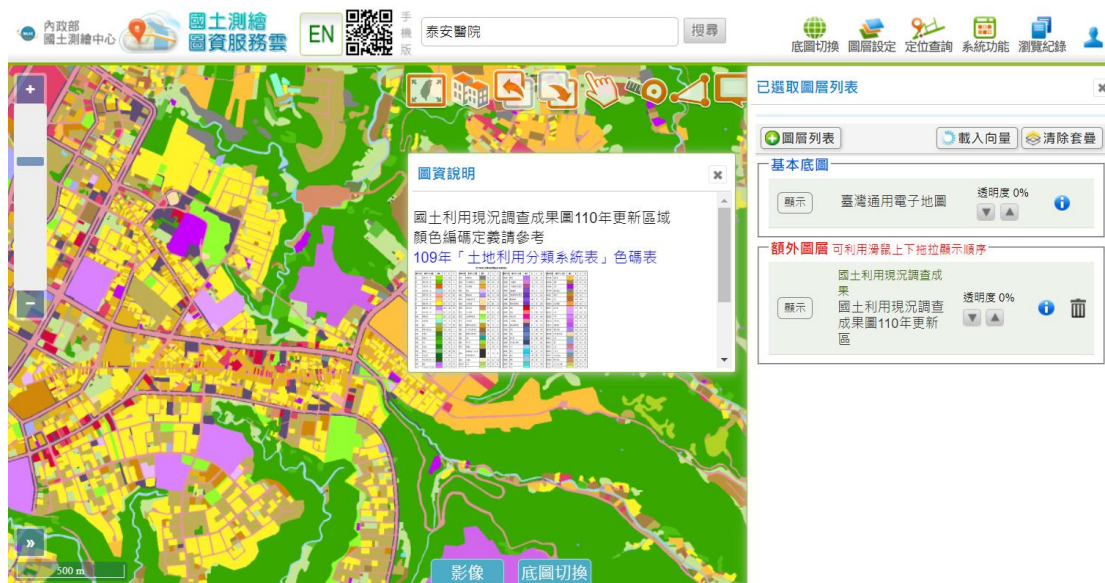 內政部
國土測繪中心
國土測繪
圖資服務雲
EN
手機版
泰安醫院
搜尋
底圖切換
圖層設定
定位查詢
系統功能
瀏覽紀錄
圖資說明
國土利用現況調查成果圖110年更新區域
顏色編碼定義請參考
109年「土地利用分類系統表」色碼表
500 m
影像
底圖切換
已選取圖層列表
圖層列表
載入向量
清除套疊
基本底圖
顯示
臺灣通用電子地圖
透明度 0%
額外圖層 可利用滑鼠上下拖拉顯示順序
顯示
國土利用現況調查成
果
國土利用現況調查
成果圖110年更新
區
透明度 0%